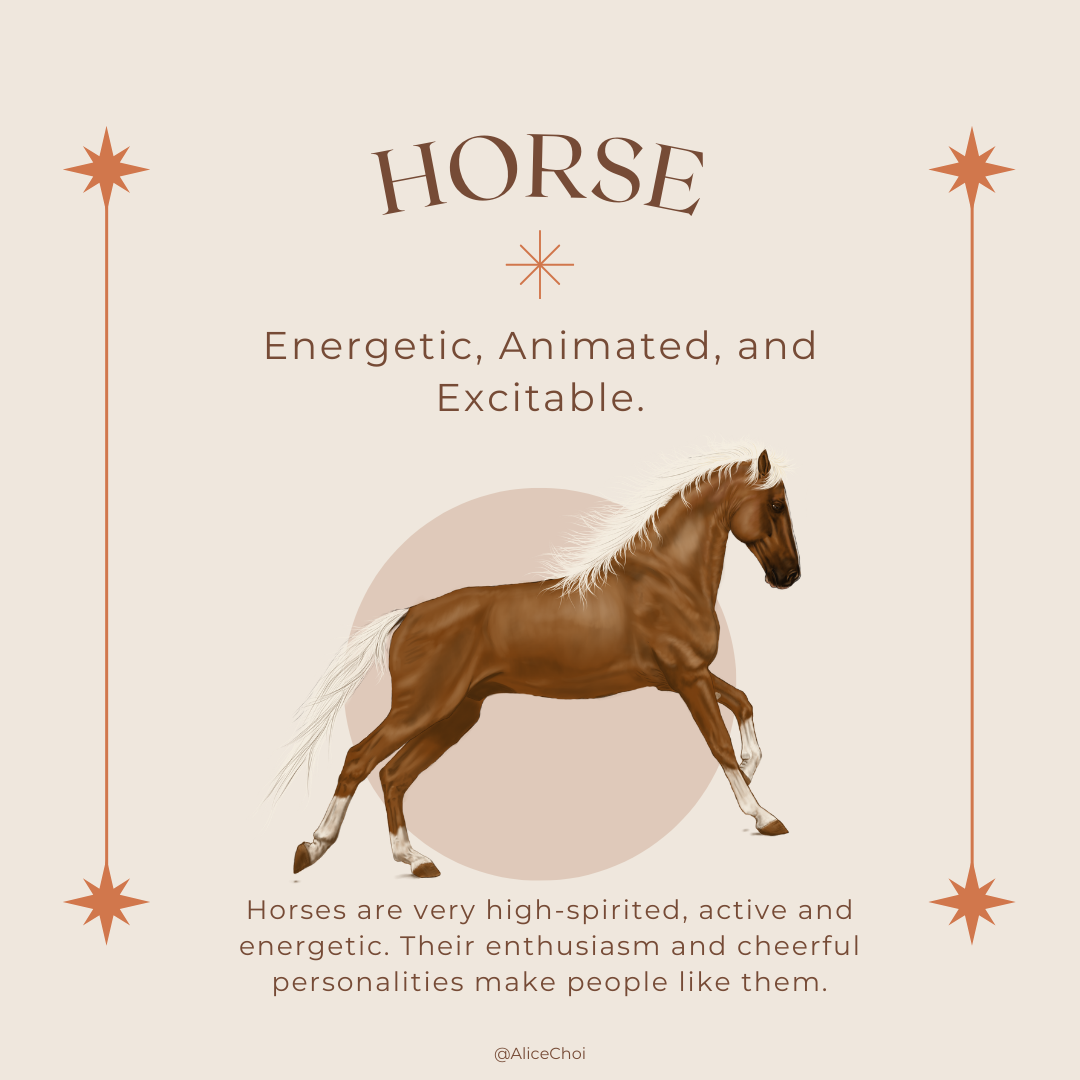 HORSE
Energetic, Animated, and
Excitable.
Horses are very high-spirited, active and
energetic. Their enthusiasm and cheerful
personalities make people like them.
@AliceChoi